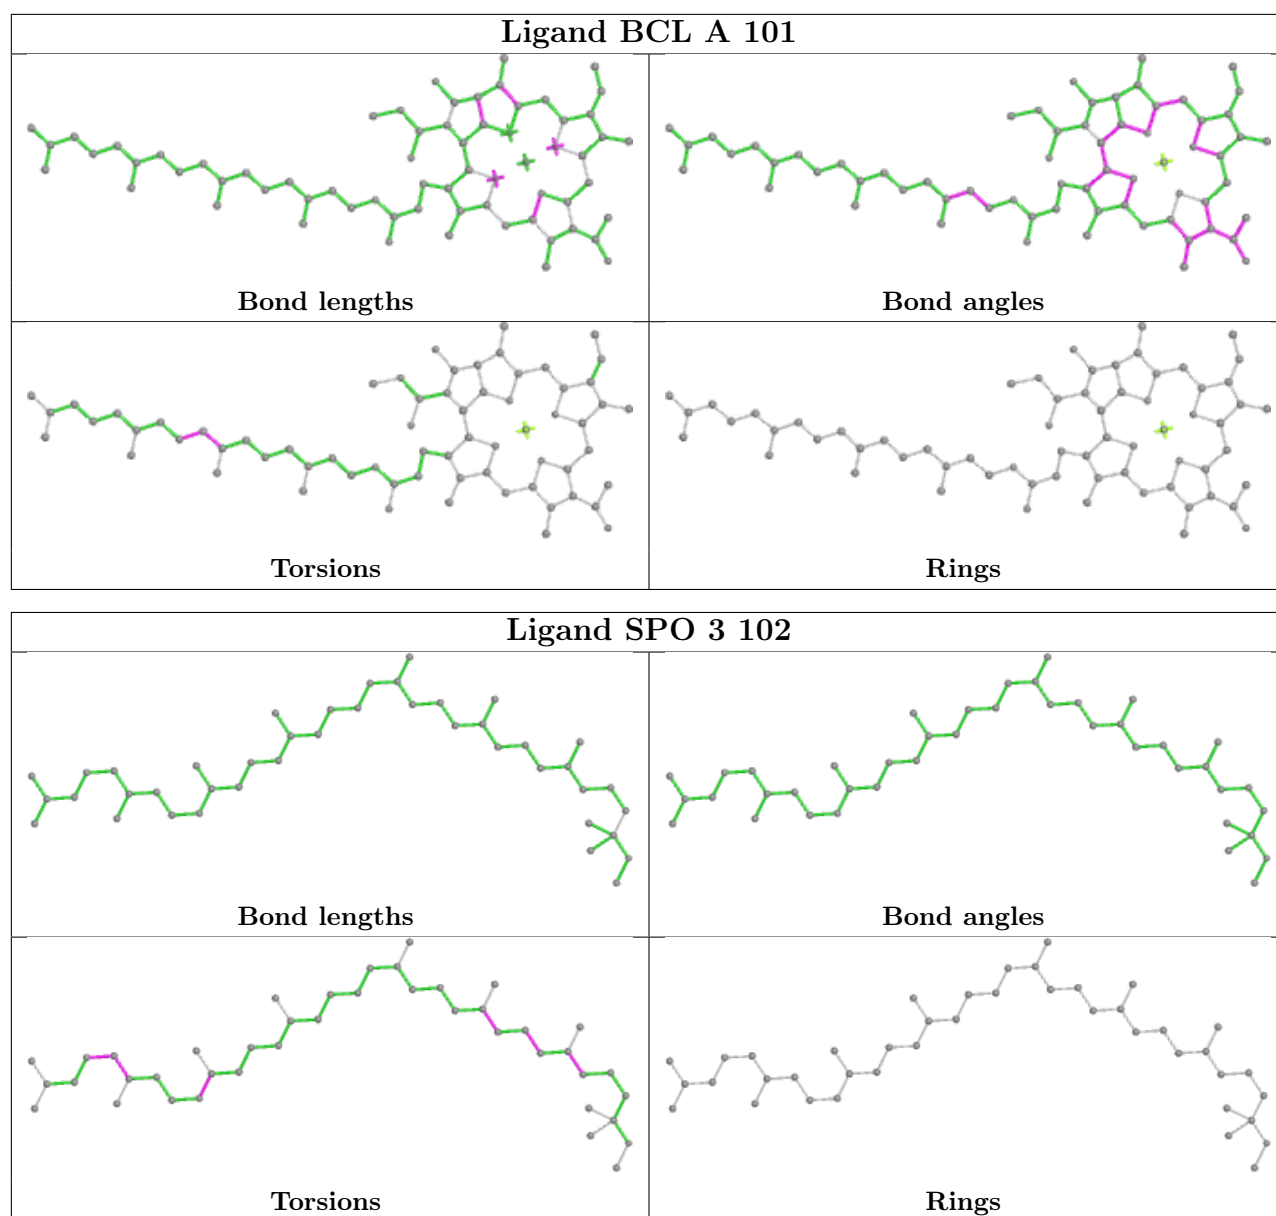 Ligand BCL A 101
Bond lengths
Bond angles
Torsions
Rings
Ligand SPO 3 102
Bond lengths
Bond angles
Torsions
Rings